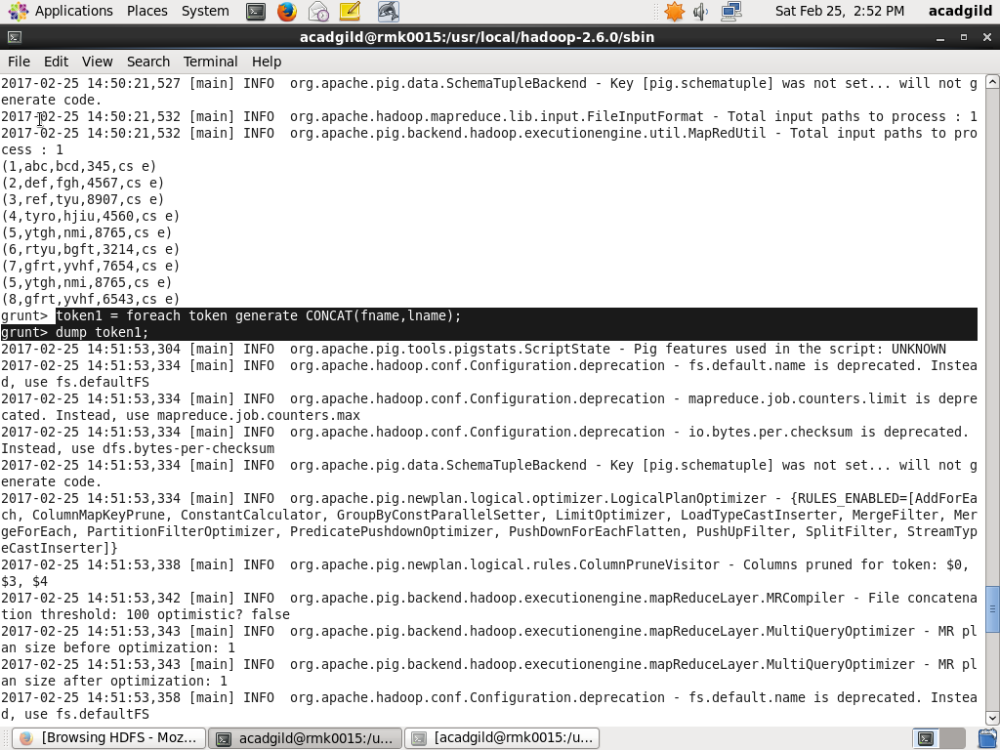 Applications Places System Sat Feb 25, 2:52 PM acadgild
acadgild@rmk0015:/usr/local/hadoop-2.6.0/sbin
File Edit View Search Terminal Help
2017-02-25 14:50:21,527 [main] INFO  org.apache.pig.data.SchemaTupleBackend - Key [pig.schematuple] was not set... will not g
enerate code.
2017-02-25 14:50:21,532 [main] INFO  org.apache.hadoop.mapreduce.lib.input.FileInputFormat - Total input paths to process : 1
2017-02-25 14:50:21,532 [main] INFO  org.apache.pig.backend.hadoop.executionengine.util.MapRedUtil - Total input paths to pro
cess : 1
(1,abc,bcd,345,cs e)
(2,def,fgh,4567,cs e)
(3,ref,tyu,8907,cs e)
(4,tyro,hjiu,4560,cs e)
(5,ytgh,nmi,8765,cs e)
(6,rtyu,bgft,3214,cs e)
(7,gfrt,yvhf,7654,cs e)
(5,ytgh,nmi,8765,cs e)
(8,gfrt,yvhf,6543,cs e)
grunt> token1 = foreach token generate CONCAT(fname,lname);
grunt> dump token1;
2017-02-25 14:51:53,304 [main] INFO  org.apache.pig.tools.pigstats.ScriptState - Pig features used in the script: UNKNOWN
2017-02-25 14:51:53,334 [main] INFO  org.apache.hadoop.conf.Configuration.deprecation - fs.default.name is deprecated. Instea
d, use fs.defaultFS
2017-02-25 14:51:53,334 [main] INFO  org.apache.hadoop.conf.Configuration.deprecation - mapreduce.job.counters.limit is depre
cated. Instead, use mapreduce.job.counters.max
2017-02-25 14:51:53,334 [main] INFO  org.apache.hadoop.conf.Configuration.deprecation - io.bytes.per.checksum is deprecated.
Instead, use dfs.bytes-per-checksum
2017-02-25 14:51:53,334 [main] INFO  org.apache.pig.data.SchemaTupleBackend - Key [pig.schematuple] was not set... will not g
enerate code.
2017-02-25 14:51:53,334 [main] INFO  org.apache.pig.newplan.logical.optimizer.LogicalPlanOptimizer - {RULES_ENABLED=[AddForEa
ch, ColumnMapKeyPrune, ConstantCalculator, GroupByConstParallelSetter, LimitOptimizer, LoadTypeCastInserter, MergeFilter, Mer
geForEach, PartitionFilterOptimizer, PredicatePushdownOptimizer, PushDownForEachFlatten, PushUpFilter, SplitFilter, StreamTyp
eCastInserter]}
2017-02-25 14:51:53,338 [main] INFO  org.apache.pig.newplan.logical.rules.ColumnPruneVisitor - Columns pruned for token: $0,
$3, $4
2017-02-25 14:51:53,342 [main] INFO  org.apache.pig.backend.hadoop.executionengine.mapReduceLayer.MRCompiler - File concatena
tion threshold: 100 optimistic? false
2017-02-25 14:51:53,343 [main] INFO  org.apache.pig.backend.hadoop.executionengine.mapReduceLayer.MultiQueryOptimizer - MR pl
an size before optimization: 1
2017-02-25 14:51:53,343 [main] INFO  org.apache.pig.backend.hadoop.executionengine.mapReduceLayer.MultiQueryOptimizer - MR pl
an size after optimization: 1
2017-02-25 14:51:53,358 [main] INFO  org.apache.hadoop.conf.Configuration.deprecation - fs.default.name is deprecated. Instea
d, use fs.defaultFS
[Browsing HDFS - Moz... acadgild@rmk0015:/u... [acadgild@rmk0015:/u...